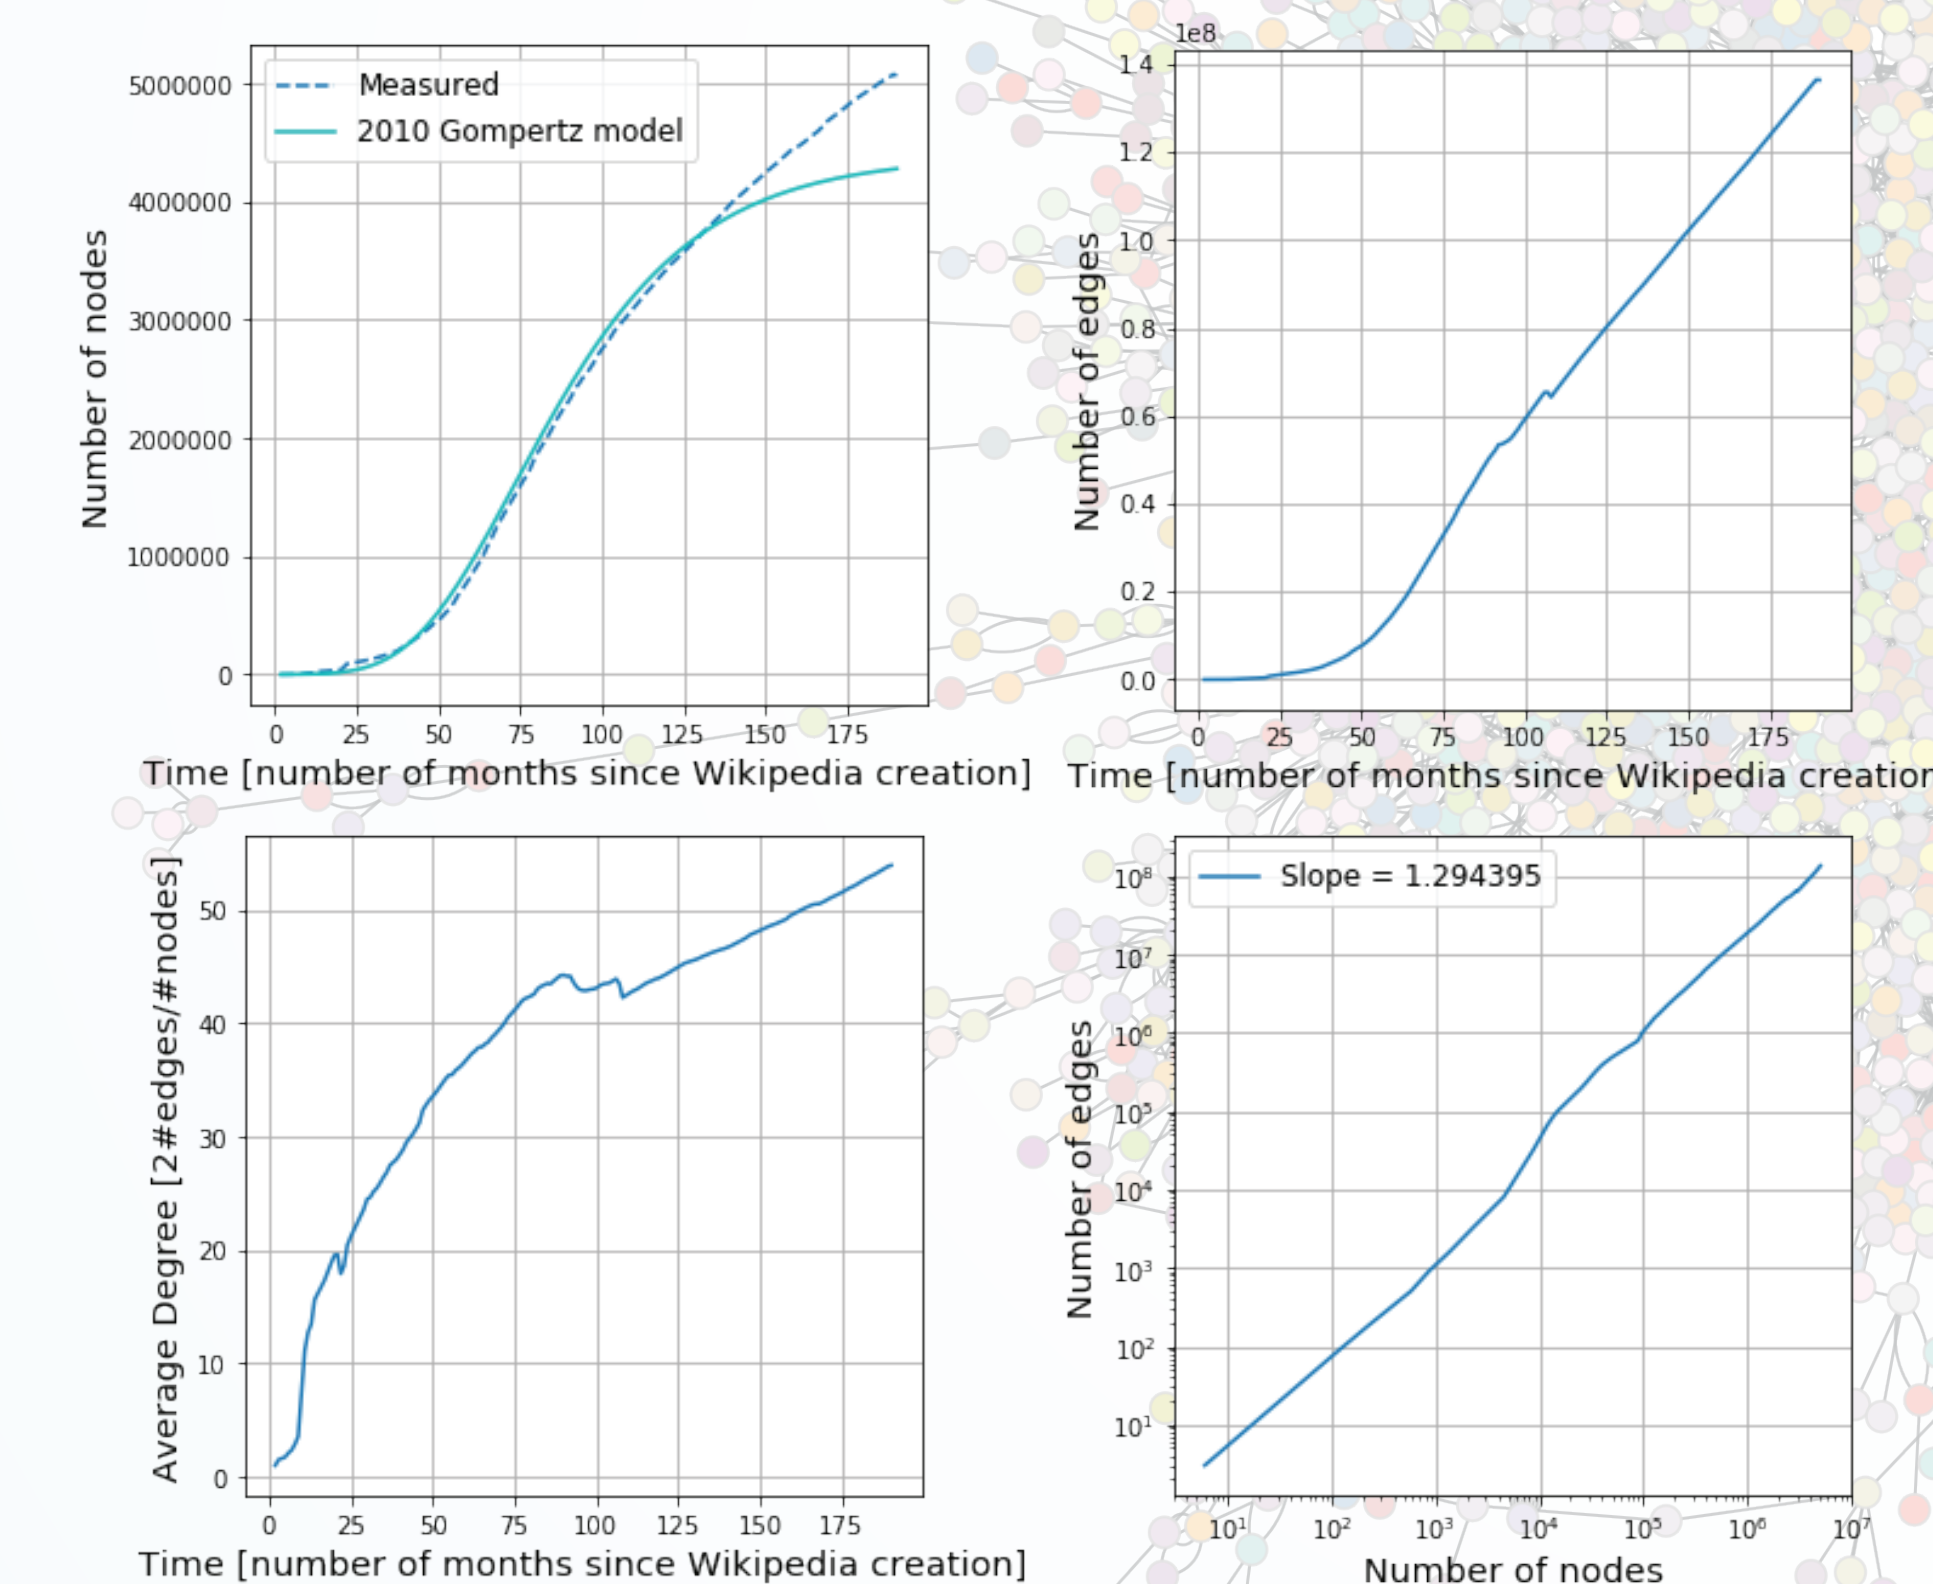 Measured
2010 Gompertz model
5000000
4000000
3000000
2000000
1000000
0
Number of nodes
0 25 50 75 100 125 150 175
Time [number of months since Wikipedia creation]
1e8
1.4
1.2
1.0
0.8
0.6
0.4
0.2
0.0
Number of edges
0 25 50 75 100 125 150 175
Time [number of months since Wikipedia creation
50
40
30
20
10
0
Average Degree [2#edges/#nodes]
0 25 50 75 100 125 150 175
Time [number of months since Wikipedia creation]
Slope = 1.294395
10⁸
10⁷
10⁶
10⁵
10⁴
10³
10²
10¹
Number of edges
10¹ 10² 10³ 10⁴ 10⁵ 10⁶ 10⁷
Number of nodes